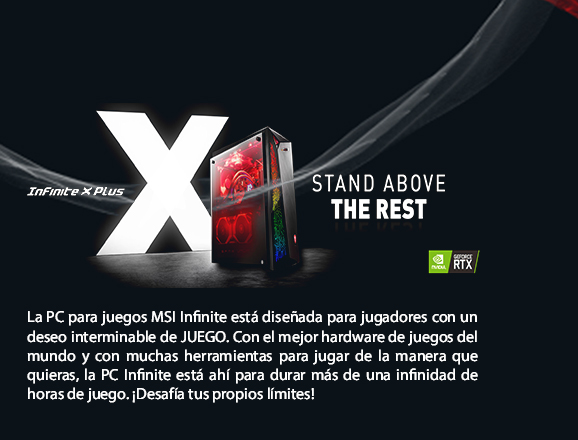 X
Infinite X Plus
STAND ABOVE
THE REST
NVIDIA
GEFORCE
RTX
La PC para juegos MSI Infinite está diseñada para jugadores con un
deseo interminable de JUEGO. Con el mejor hardware de juegos del
mundo y con muchas herramientas para jugar de la manera que
quieras, la PC Infinite está ahí para durar más de una infinidad de
horas de juego. ¡Desafía tus propios límites!